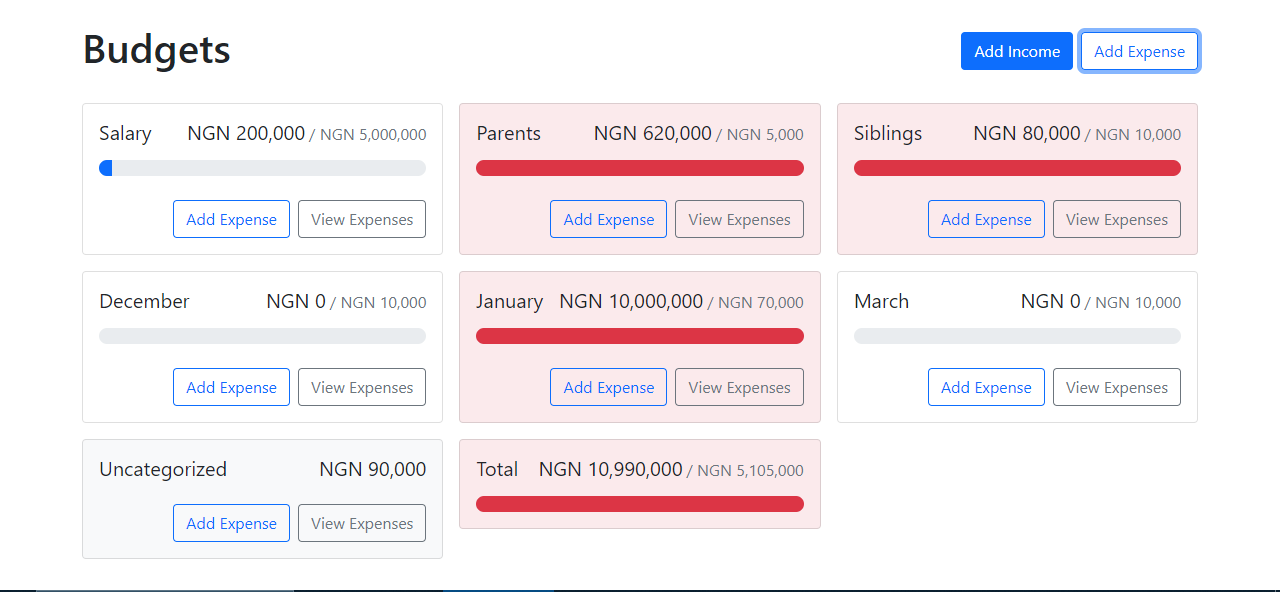 Budgets
Add Income Add Expense
Salary NGN 200,000 / NGN 5,000,000
Add Expense View Expenses
Parents NGN 620,000 / NGN 5,000
Add Expense View Expenses
Siblings NGN 80,000 / NGN 10,000
Add Expense View Expenses
December NGN 0 / NGN 10,000
Add Expense View Expenses
January NGN 10,000,000 / NGN 70,000
Add Expense View Expenses
March NGN 0 / NGN 10,000
Add Expense View Expenses
Uncategorized NGN 90,000
Add Expense View Expenses
Total NGN 10,990,000 / NGN 5,105,000